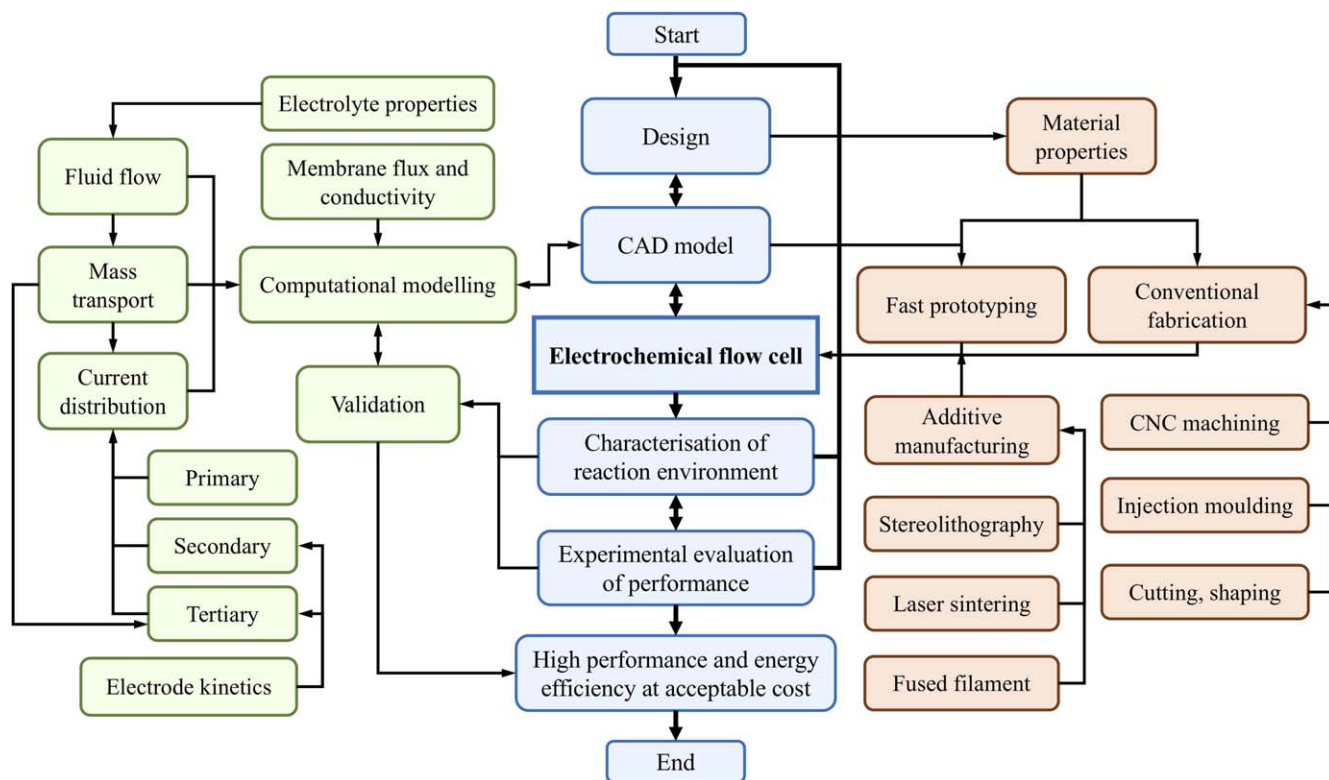 Start
Electrolyte properties
Design
Material
properties
Fluid flow
Membrane flux and
conductivity
CAD model
Mass
transport
Computational modelling
Fast prototyping
Conventional
fabrication
Electrochemical flow cell
Current
distribution
Validation
Characterisation of
reaction environment
Additive
manufacturing
CNC machining
Primary
Stereolithography
Injection moulding
Secondary
Experimental evaluation
of performance
Tertiary
Laser sintering
Cutting, shaping
Electrode kinetics
High performance and energy
efficiency at acceptable cost
Fused filament
End